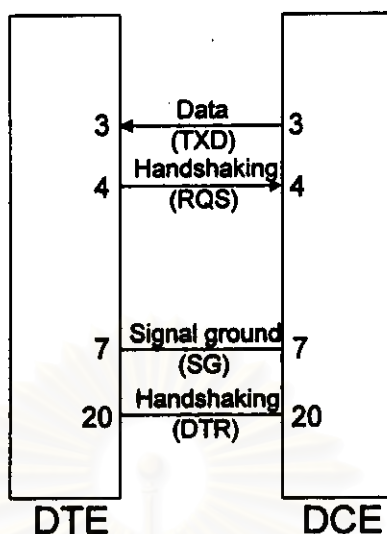 3 Data 3
(TXD)
Handshaking
4 (RQS) 4
Signal ground
7 (SG) 7
Handshaking
20 (DTR) 20
DTE DCE